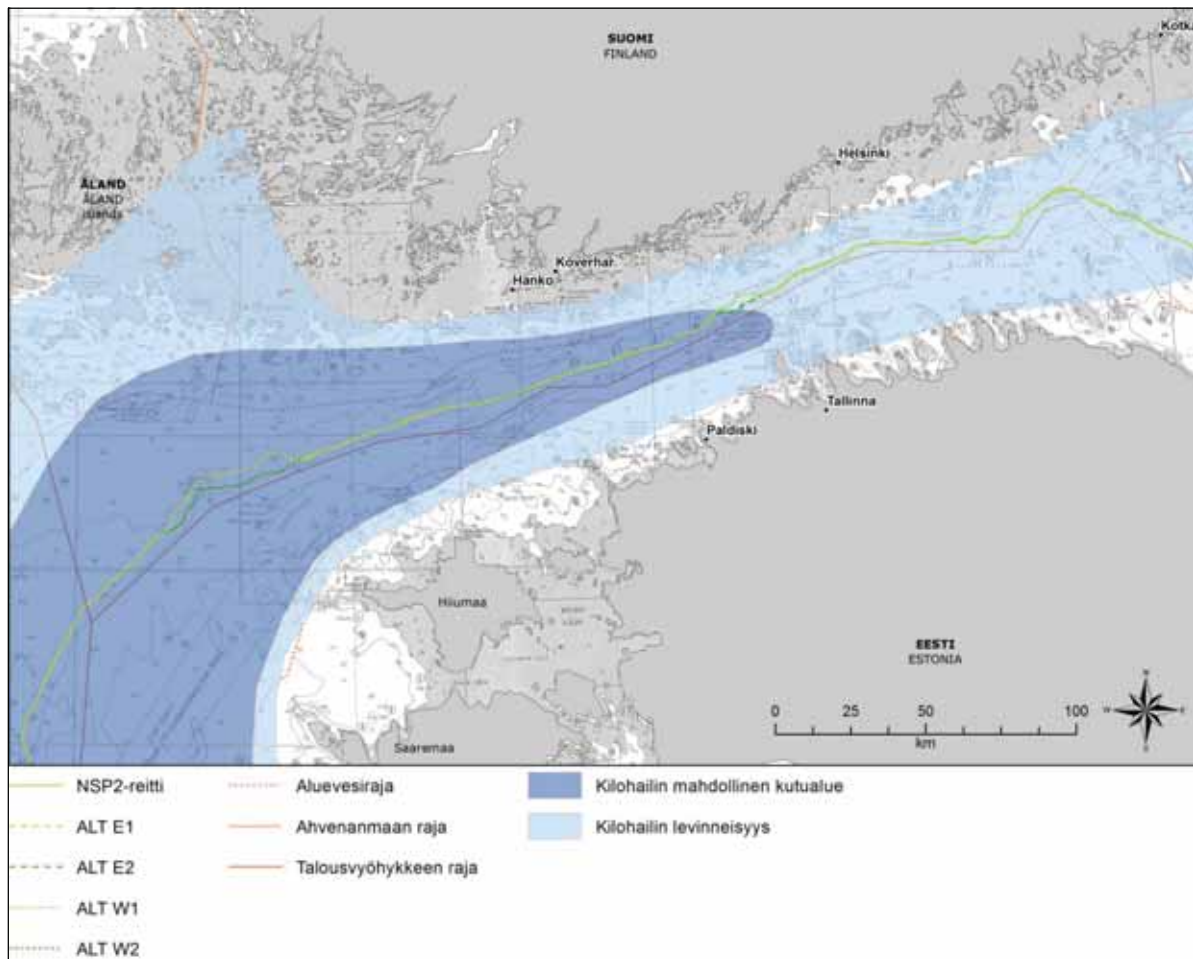 SUOMI
FINLAND
Kotka
Helsinki
ÅLAND
ÅLAND
islands
Koverhar
Hanko
Tallinna
Paldiski
Hiiumaa
EESTI
ESTONIA
Saaremaa
0 25 50 100
km
N
W E
S
NSP2-reitti
ALT E1
ALT E2
ALT W1
ALT W2
Aluevesiraja
Ahvenanmaan raja
Talousvyöhykkeen raja
Kilohailin mahdollinen kutualue
Kilohailin levinneisyys